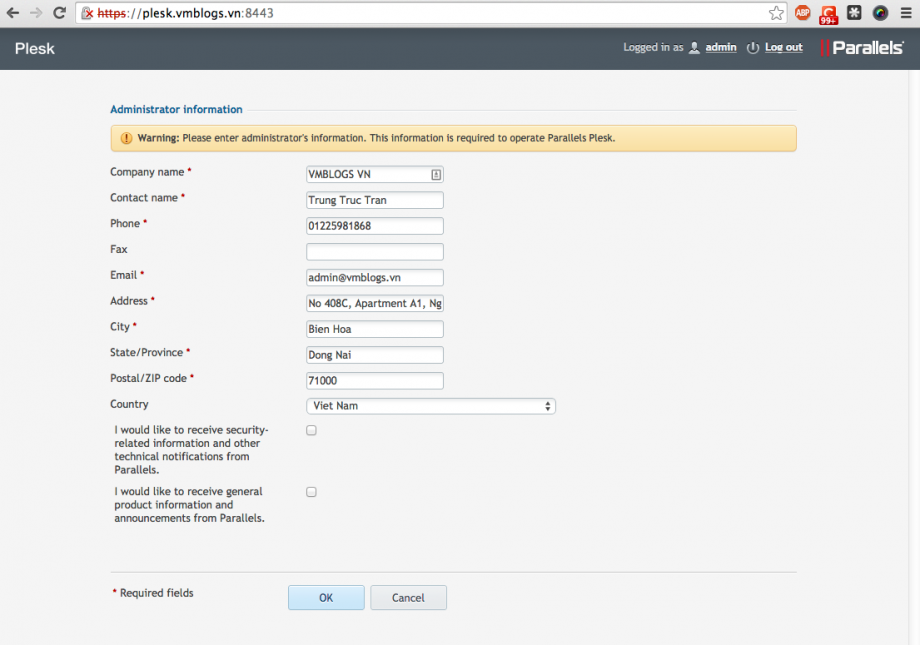 https://plesk.vmblogs.vn:8443
ABP
99+
Plesk
Logged in as admin Log out Parallels
Administrator information
Warning: Please enter administrator's information. This information is required to operate Parallels Plesk.
Company name * VMBLOGS VN
Contact name * Trung Truc Tran
Phone * 01225981868
Fax
Email * admin@vmblogs.vn
Address * No 408C, Apartment A1, Ng
City * Bien Hoa
State/Province * Dong Nai
Postal/ZIP code * 71000
Country Viet Nam
I would like to receive security-
related information and other
technical notifications from
Parallels.
I would like to receive general
product information and
announcements from Parallels.
* Required fields OK Cancel